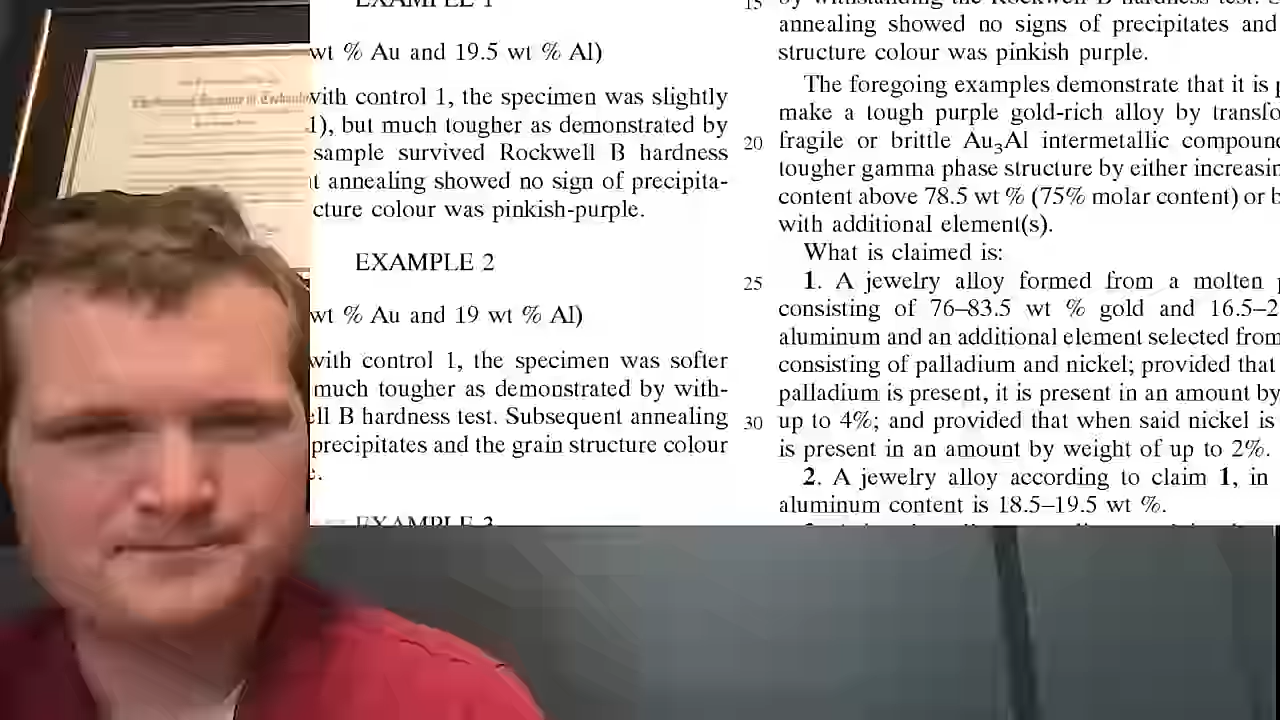 EXAMPLE 1
wt % Au and 19.5 wt % Al)
with control 1, the specimen was slightly
1), but much tougher as demonstrated by
sample survived Rockwell B hardness
t annealing showed no sign of precipita-
cture colour was pinkish-purple.
EXAMPLE 2
wt % Au and 19 wt % Al)
with control 1, the specimen was softer
much tougher as demonstrated by with-
ell B hardness test. Subsequent annealing
precipitates and the grain structure colour
e.
EXAMPLE 3
15 by withstanding the Rockwell B hardness test. S
annealing showed no signs of precipitates and
structure colour was pinkish purple.
The foregoing examples demonstrate that it is p
make a tough purple gold-rich alloy by transfo
20 fragile or brittle Au₃Al intermetallic compoun
tougher gamma phase structure by either increasin
content above 78.5 wt % (75% molar content) or b
with additional element(s).
What is claimed is:
25 1. A jewelry alloy formed from a molten p
consisting of 76–83.5 wt % gold and 16.5–2
aluminum and an additional element selected from
consisting of palladium and nickel; provided that
palladium is present, it is present in an amount by
30 up to 4%; and provided that when said nickel is
is present in an amount by weight of up to 2%.
2. A jewelry alloy according to claim 1, in
aluminum content is 18.5–19.5 wt %.